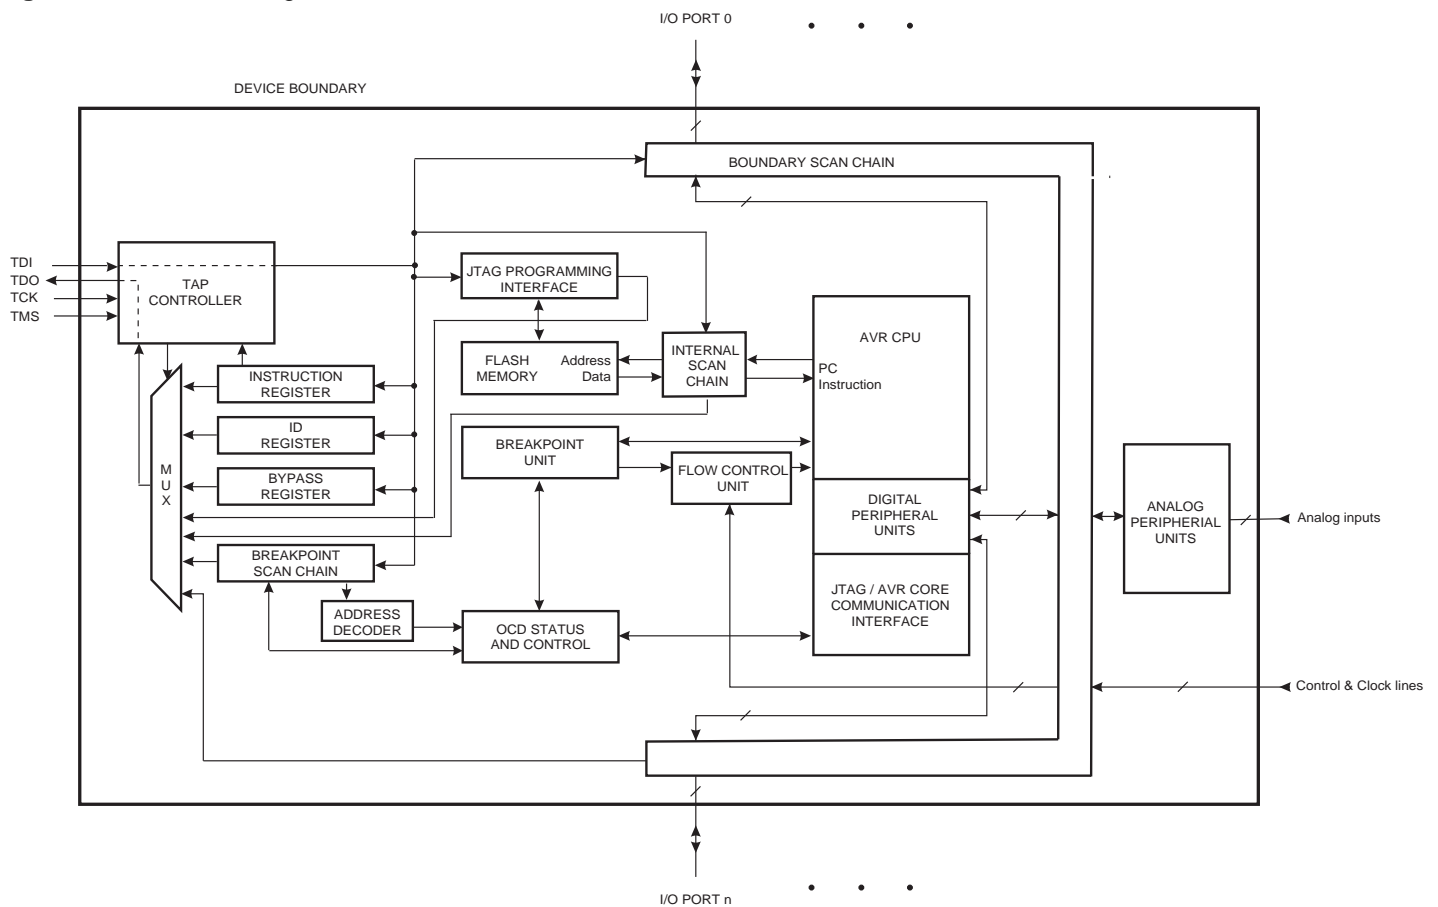 I/O PORT 0
DEVICE BOUNDARY
BOUNDARY SCAN CHAIN
TDI
TDO
TCK
TMS
TAP
CONTROLLER
JTAG PROGRAMMING
INTERFACE
AVR CPU
FLASH
MEMORY
Address
Data
INTERNAL
SCAN
CHAIN
PC
Instruction
INSTRUCTION
REGISTER
ID
REGISTER
M
U
X
BYPASS
REGISTER
BREAKPOINT
UNIT
FLOW CONTROL
UNIT
DIGITAL
PERIPHERAL
UNITS
ANALOG
PERIPHERIAL
UNITS
Analog inputs
BREAKPOINT
SCAN CHAIN
ADDRESS
DECODER
OCD STATUS
AND CONTROL
JTAG / AVR CORE
COMMUNICATION
INTERFACE
Control & Clock lines
I/O PORT n